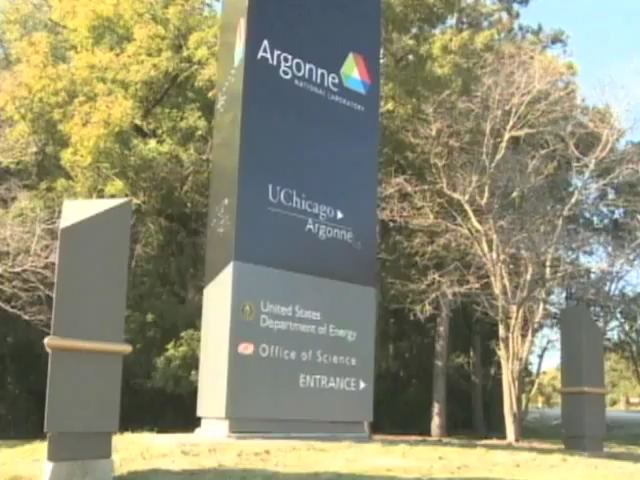 Argonne
NATIONAL LABORATORY
UChicago
Argonne
United States
Department of Energy
Office of Science
ENTRANCE